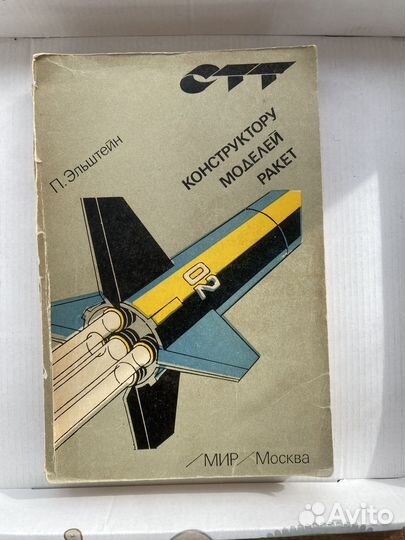 СТТ
П. Эльштейн
КОНСТРУКТОРУ
МОДЕЛЕЙ
РАКЕТ
02
/МИР/Москва
Avito